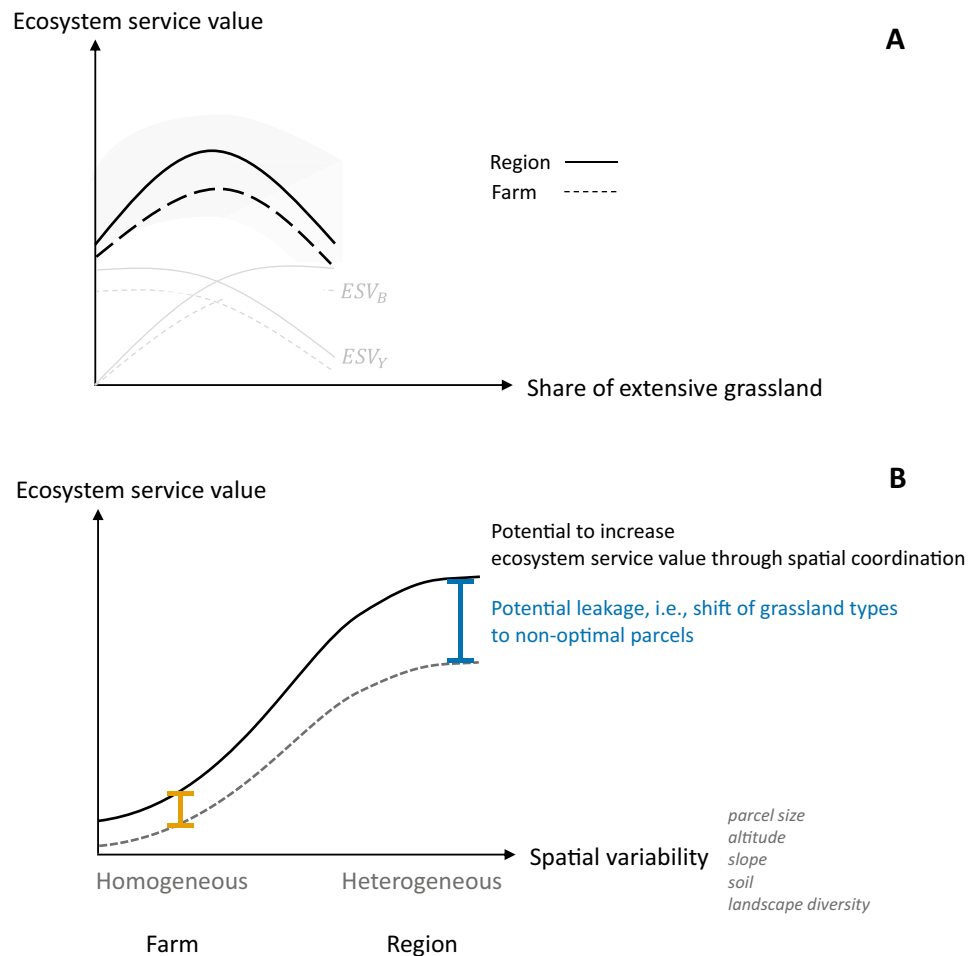 Ecosystem service value
A
Region
Farm
ESV_B
ESV_Y
Share of extensive grassland
B
Ecosystem service value
Potential to increase
ecosystem service value through spatial coordination
Potential leakage, i.e., shift of grassland types
to non-optimal parcels
parcel size
altitude
slope
soil
landscape diversity
Spatial variability
Homogeneous
Heterogeneous
Farm
Region